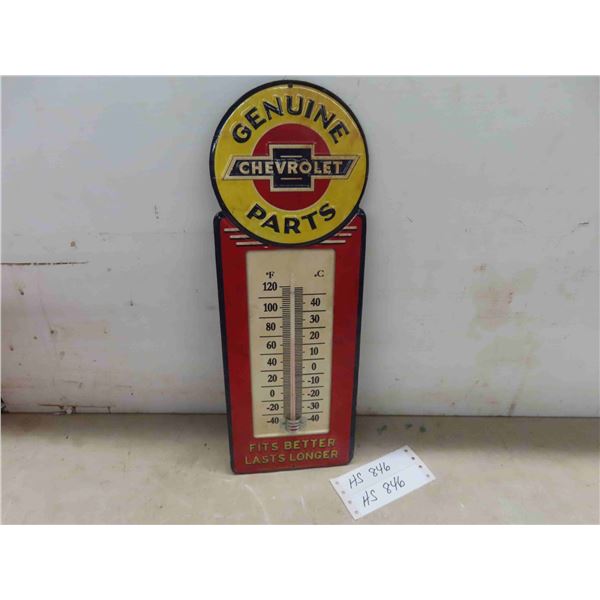 GENUINE
CHEVROLET
PARTS
°F °C
120
100 40
80 30
60 20
40 10
20 0
0 -10
-20 -20
-40 -30
-40
FITS BETTER
LASTS LONGER
HS 846
HS 846